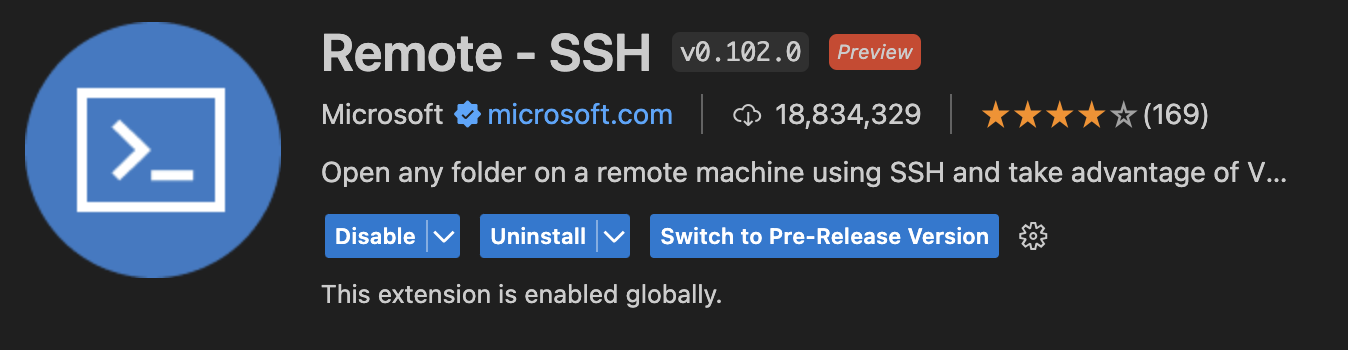 Remote - SSH v0.102.0 Preview
Microsoft microsoft.com 18,834,329 (169)
Open any folder on a remote machine using SSH and take advantage of V...
Disable Uninstall Switch to Pre-Release Version
This extension is enabled globally.